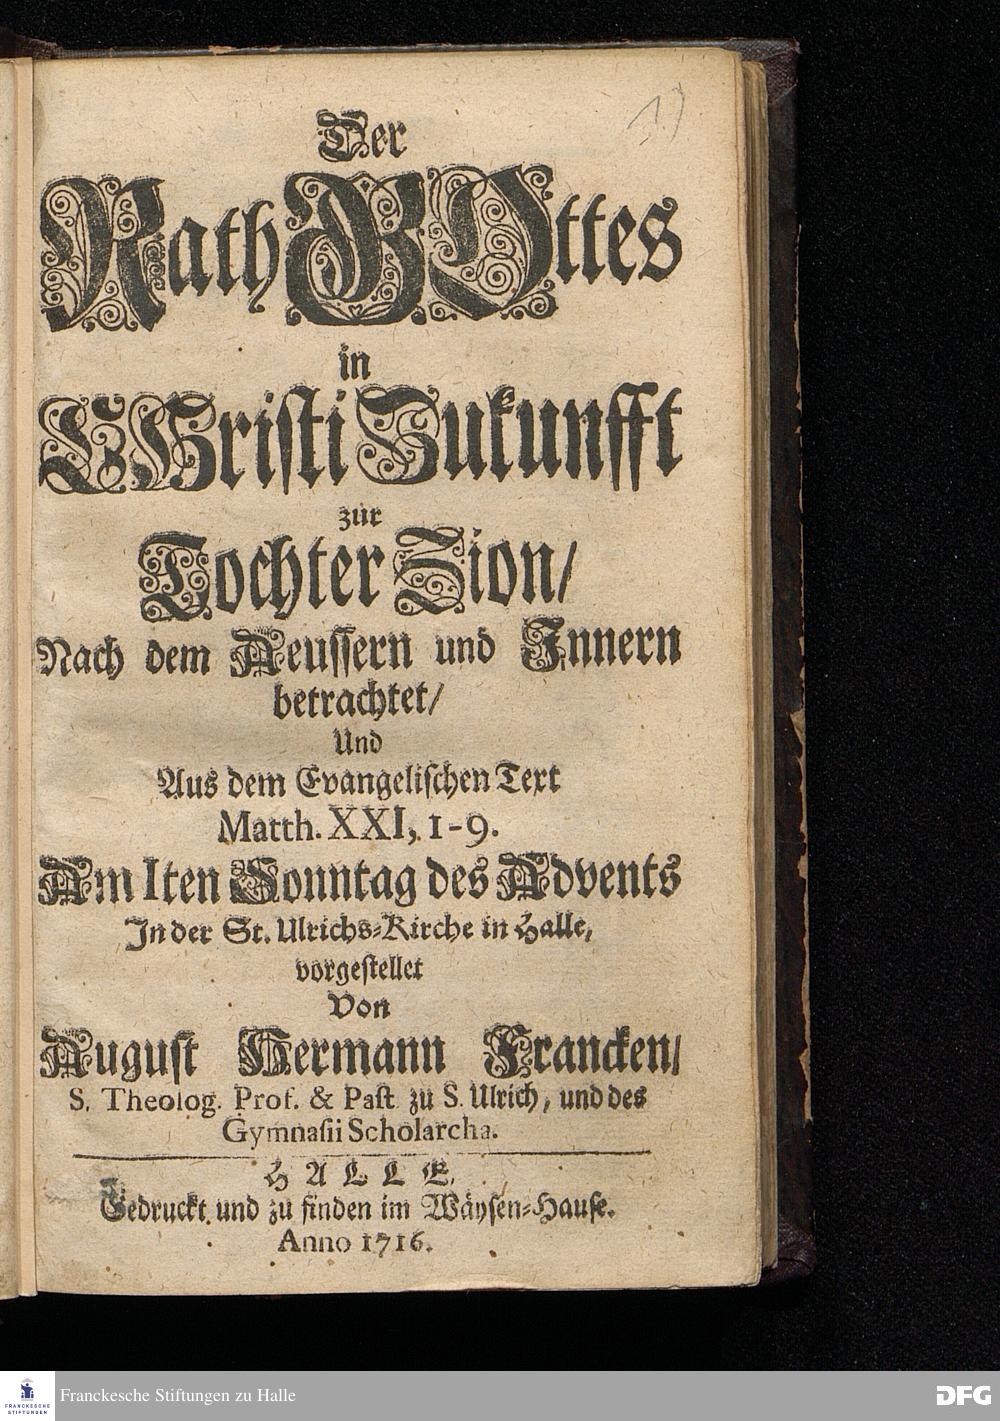 1)
Der
Rath GOttes
in
CHristi Zukunfft
zur
Tochter Zion/
Nach dem Aeussern und Innern
betrachtet/
Und
Aus dem Evangelischen Text
Matth. XXI, 1-9.
Am Iten Sonntag des Advents
In der St. Ulrichs-Kirche in Halle,
vorgestellet
Von
August Hermann Francken/
S. Theolog. Prof. & Past. zu S. Ulrich, und des
Gymnasii Scholarcha.
HALLE,
Gedruckt und zu finden im Wäysen-Hause.
Anno 1716.
FRANCKESCHE
STIFTUNGEN
Franckesche Stiftungen zu Halle
DFG